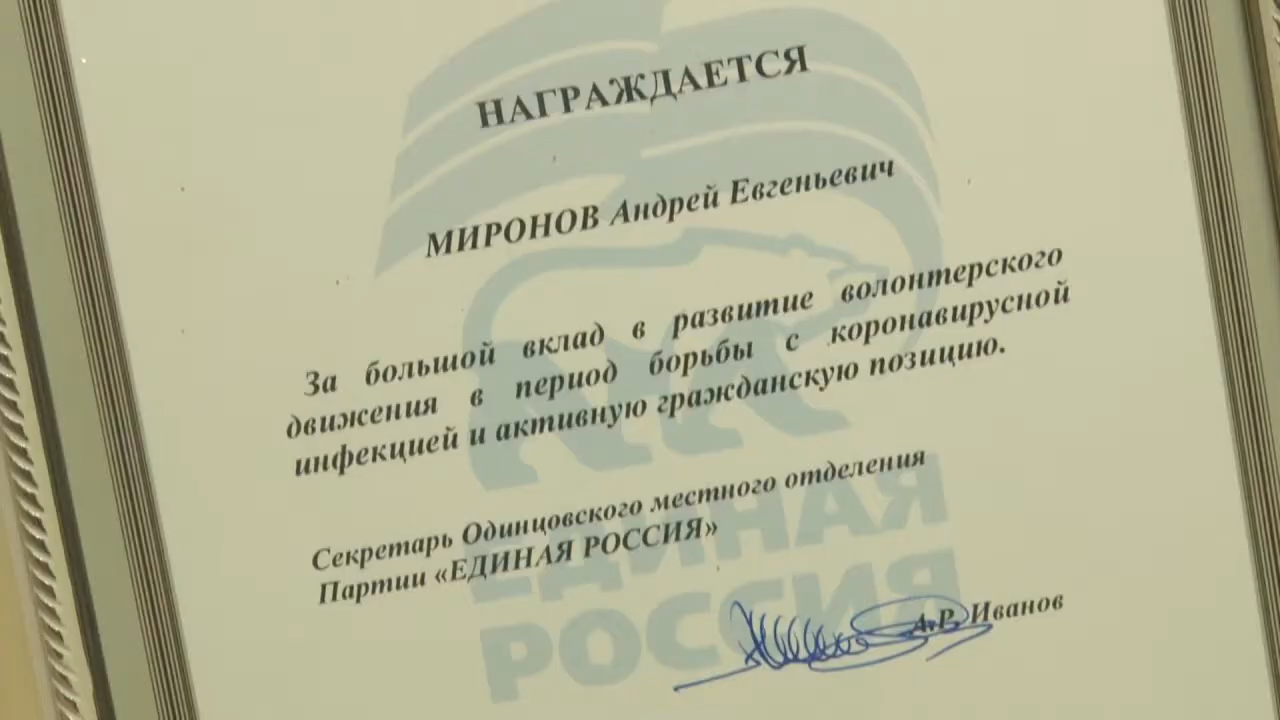 НАГРАЖДАЕТСЯ
МИРОНОВ Андрей Евгеньевич
За большой вклад в развитие волонтерского
движения в период борьбы с коронавирусной
инфекцией и активную гражданскую позицию.
Секретарь Одинцовского местного отделения
Партии «ЕДИНАЯ РОССИЯ»
А.Р. Иванов
ЕДИНАЯ
РОССИЯ